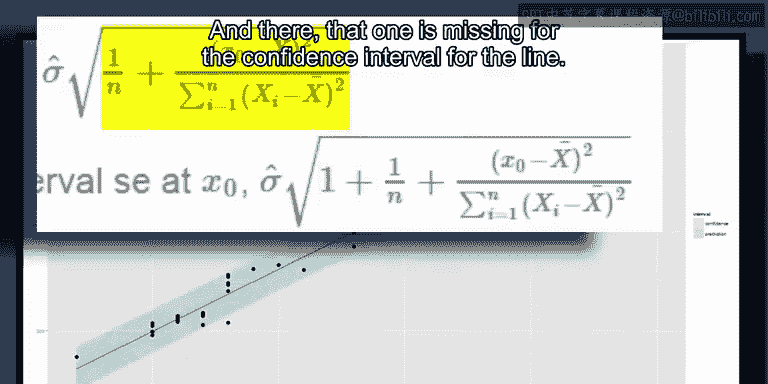 And there, that one is missing for
the confidence interval for the line.
σ̂ √ 1/n + (x₀ − X̄)² / ∑ⁿᵢ₌₁(Xᵢ−X̄)²
erval se at x₀, σ̂ √ 1 + 1/n + (x₀−X̄)² / ∑ⁿᵢ₌₁(Xᵢ−X̄)²
interval
confidence
prediction